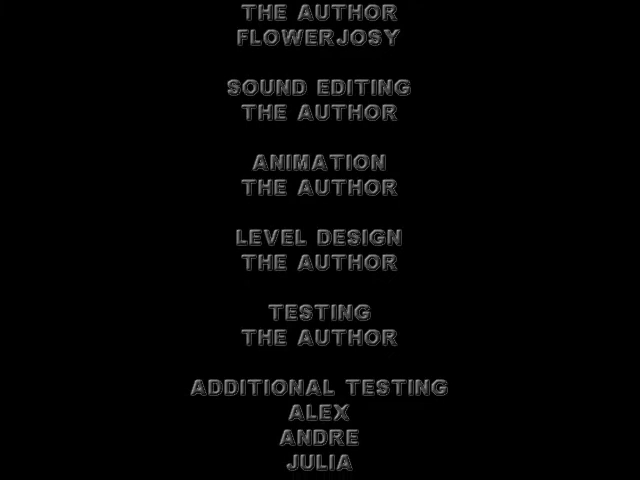 THE AUTHOR
FLOWERJOSY
SOUND EDITING
THE AUTHOR
ANIMATION
THE AUTHOR
LEVEL DESIGN
THE AUTHOR
TESTING
THE AUTHOR
ADDITIONAL TESTING
ALEX
ANDRE
JULIA